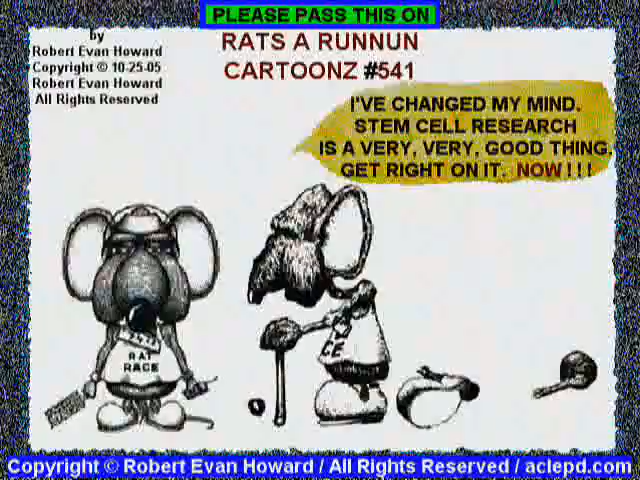 PLEASE PASS THIS ON
by
Robert Evan Howard
Copyright © 10-25-05
Robert Evan Howard
All Rights Reserved
RATS A RUNNUN
CARTOONZ #541
I'VE CHANGED MY MIND.
STEM CELL RESEARCH
IS A VERY, VERY, GOOD THING.
GET RIGHT ON IT. NOW!!!
RAT
RACE
CE
Copyright © Robert Evan Howard / All Rights Reserved / aclepd.com